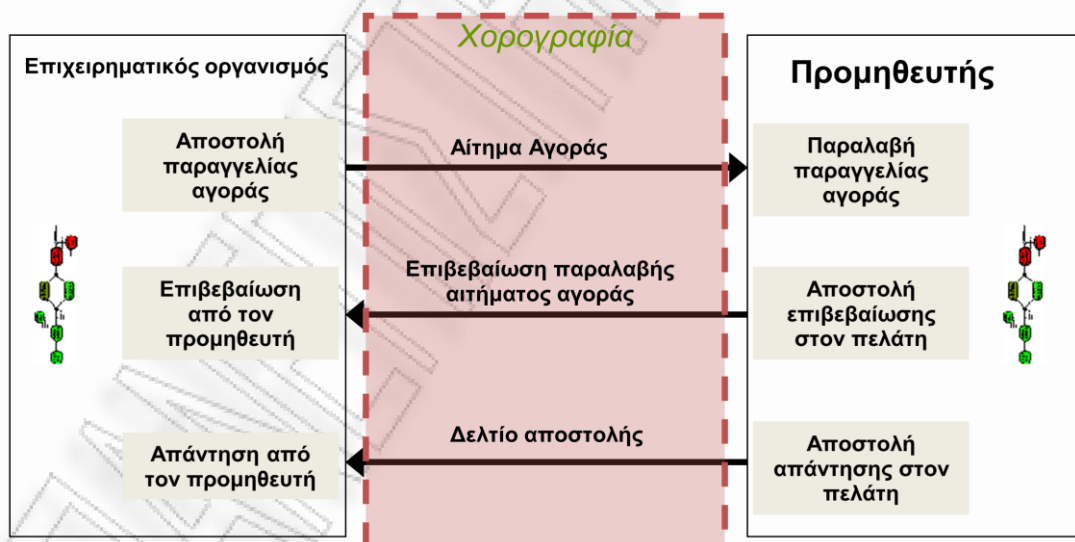 Χορογραφία
Επιχειρηματικός οργανισμός
Προμηθευτής
Αποστολή
παραγγελίας
αγοράς
Αίτημα Αγοράς
Παραλαβή
παραγγελίας
αγοράς
Επιβεβαίωση
από τον
προμηθευτή
Επιβεβαίωση παραλαβής
αιτήματος αγοράς
Αποστολή
επιβεβαίωσης
στον πελάτη
Απάντηση από
τον προμηθευτή
Δελτίο αποστολής
Αποστολή
απάντησης στον
πελάτη